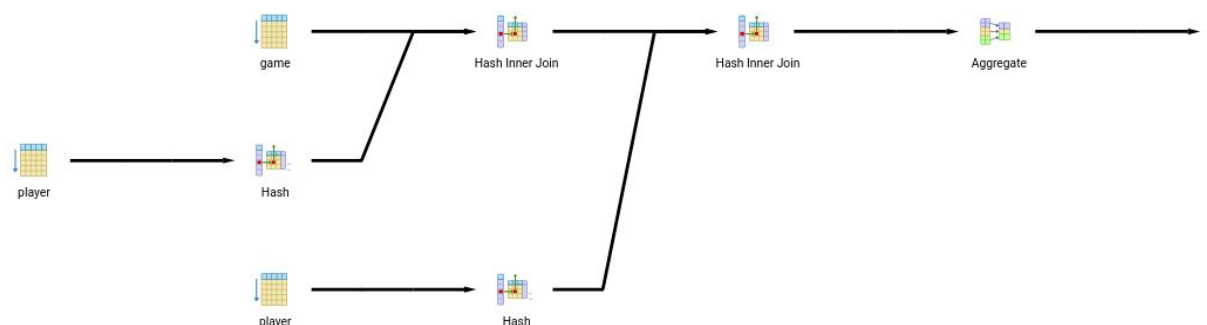 game
Hash Inner Join
Hash Inner Join
Aggregate
player
Hash
player
Hash